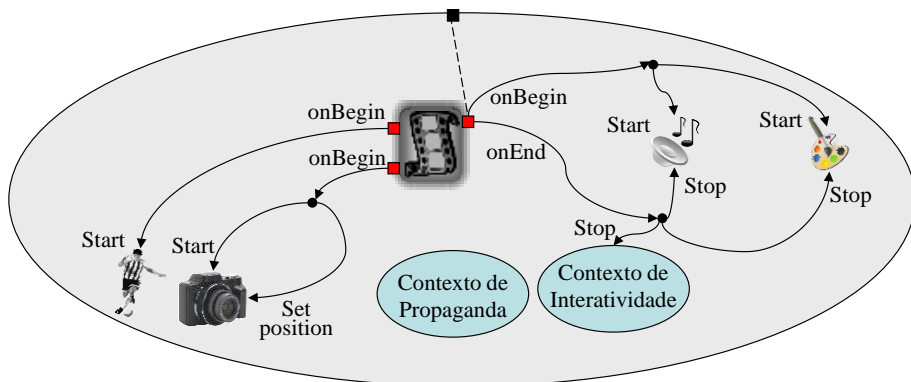 onBegin
Start
Start
onBegin
onEnd
onBegin
Stop
Stop
Start
Start
Stop
Set
position
Contexto de
Propaganda
Contexto de
Interatividade